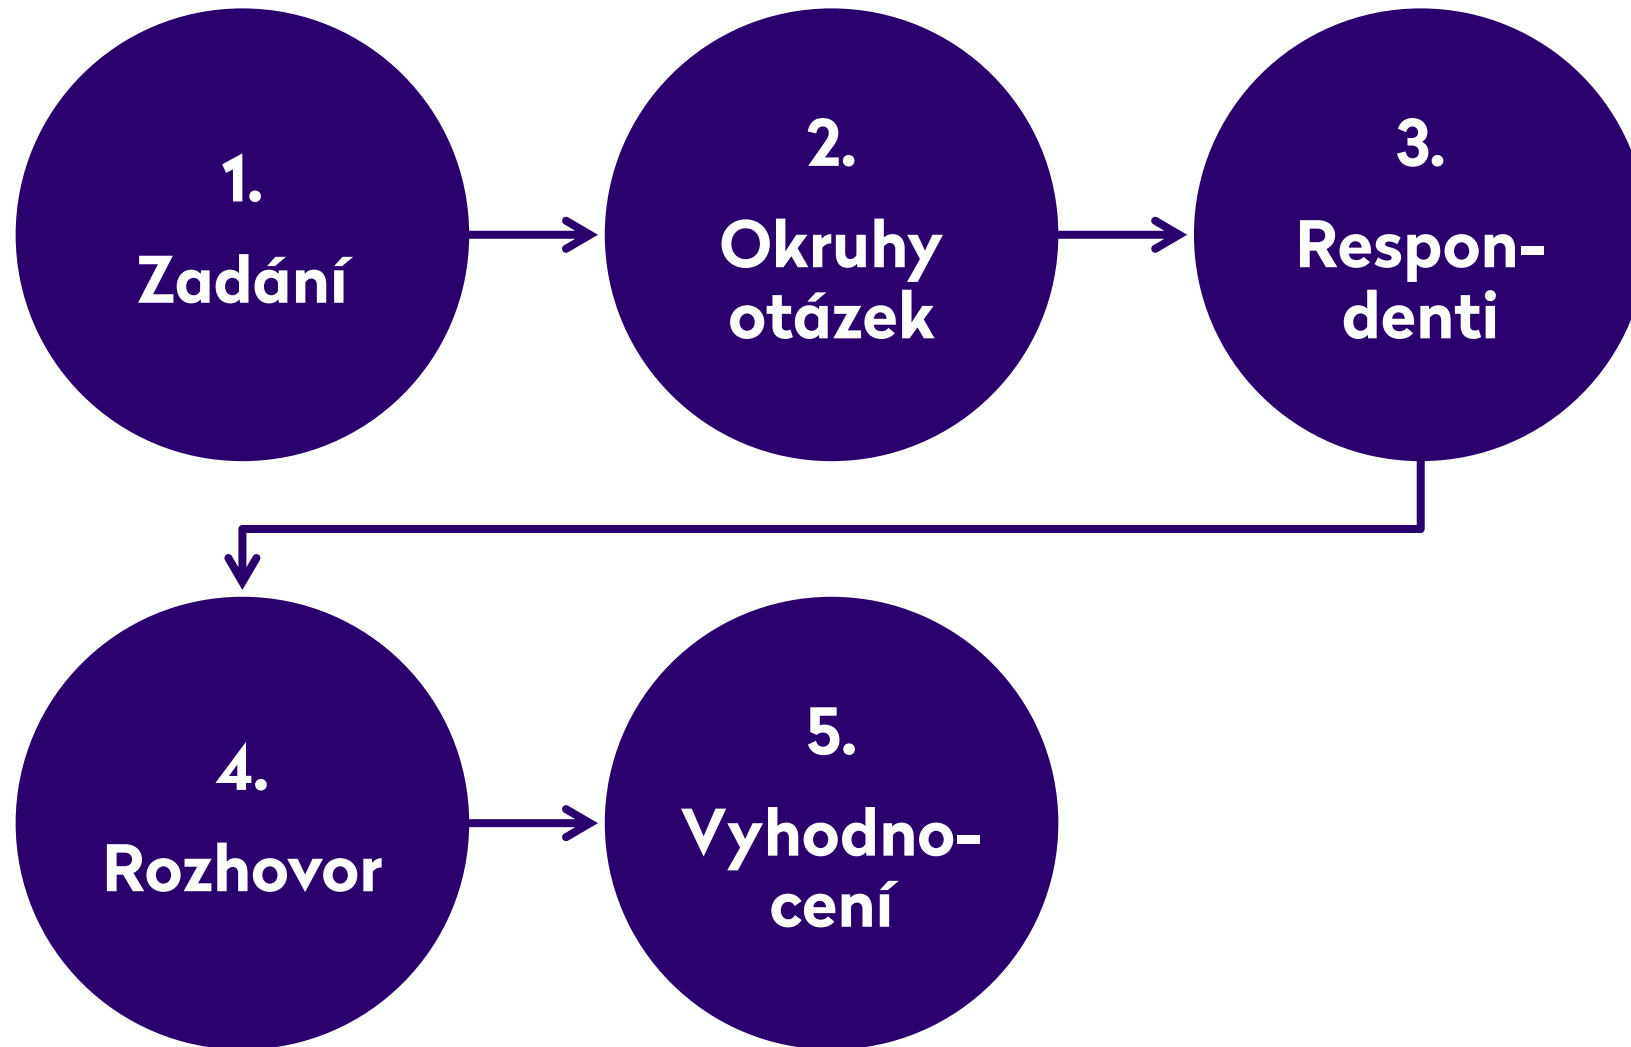 1.
Zadání
2.
Okruhy
otázek
3.
Respon-
denti
4.
Rozhovor
5.
Vyhodno-
cení